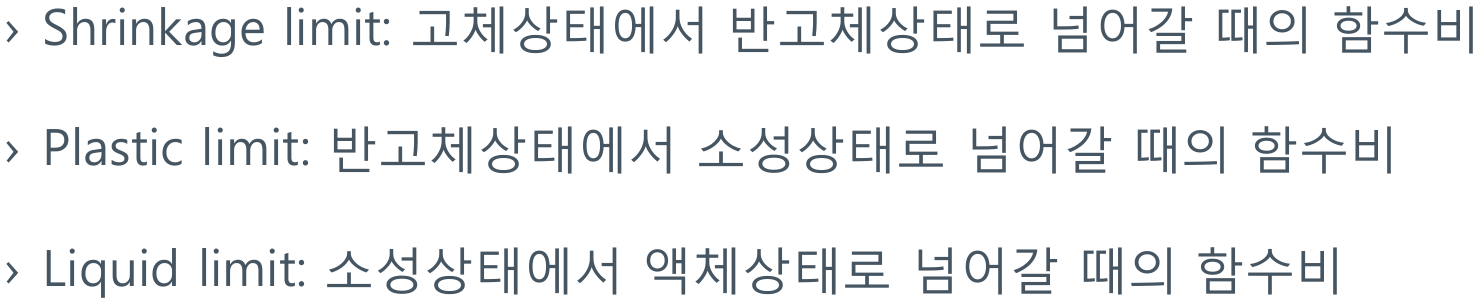 › Shrinkage limit: 고체상태에서 반고체상태로 넘어갈 때의 함수비
› Plastic limit: 반고체상태에서 소성상태로 넘어갈 때의 함수비
› Liquid limit: 소성상태에서 액체상태로 넘어갈 때의 함수비